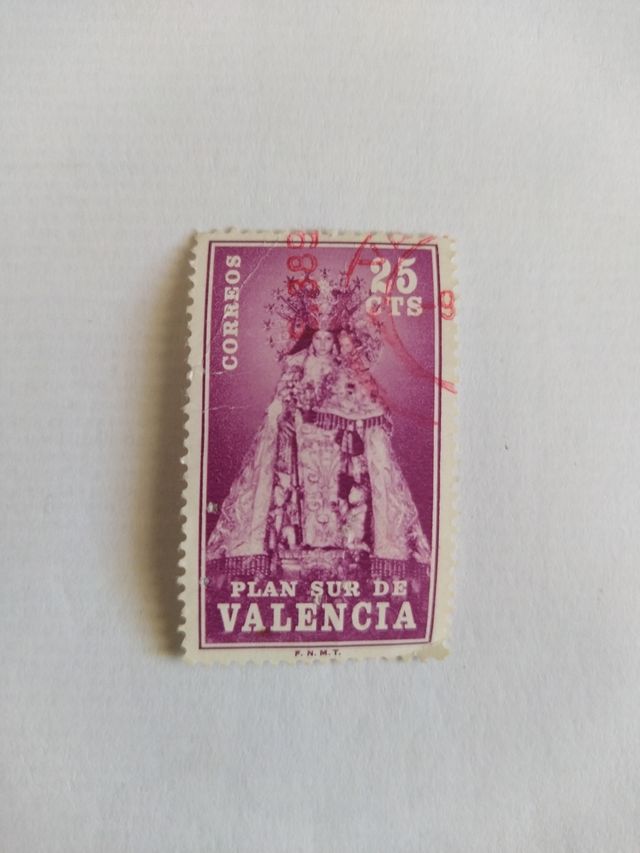 CORREOS
25
CTS
PLAN SUR DE
VALENCIA
F. N. M. T.